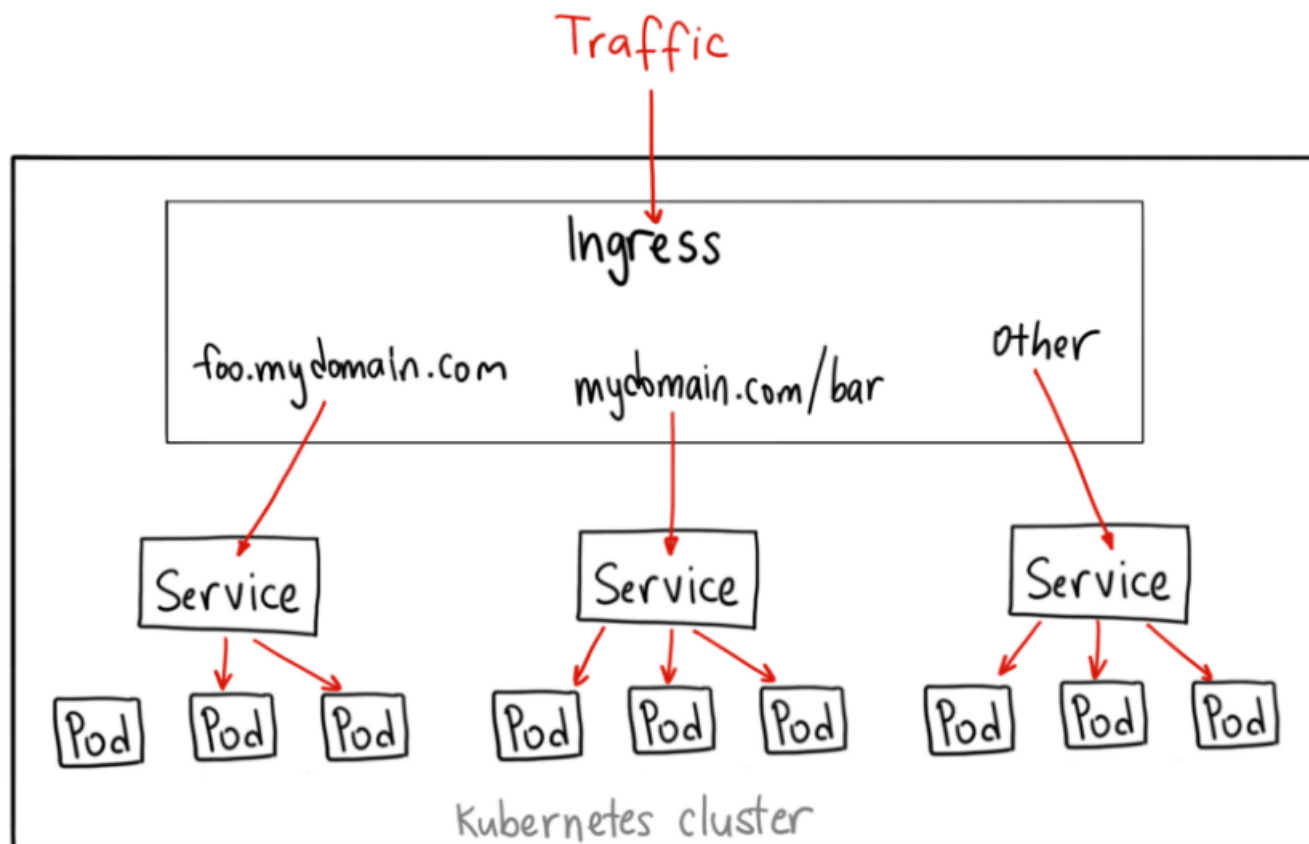 Traffic
Ingress
foo.mydomain.com
mydomain.com/bar
other
Service
Service
Service
Pod
Pod
Pod
Pod
Pod
Pod
Pod
Pod
Pod
Kubernetes cluster